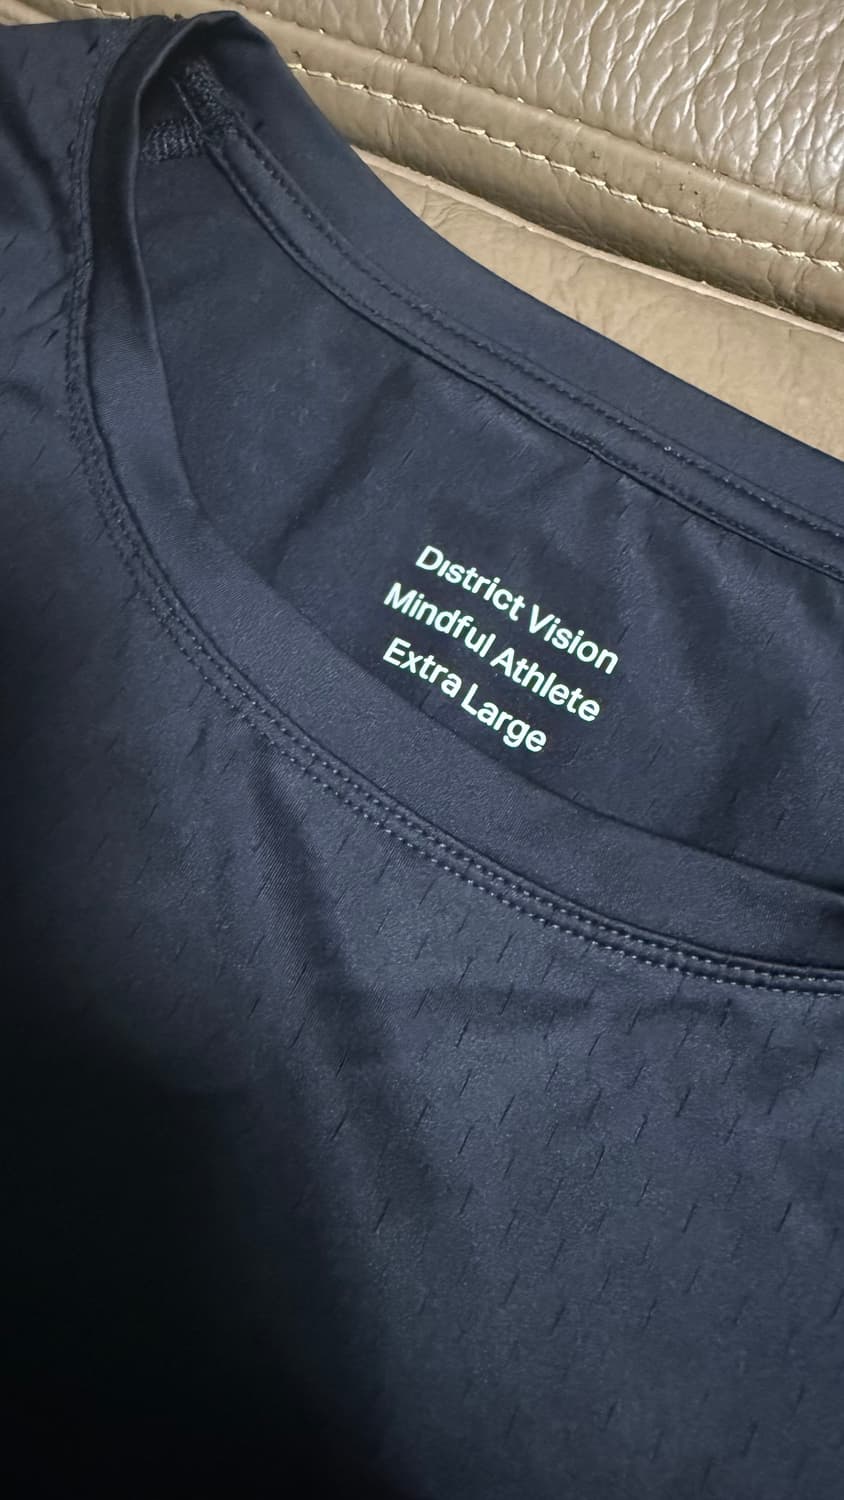 District Vision
Mindful Athlete
Extra Large